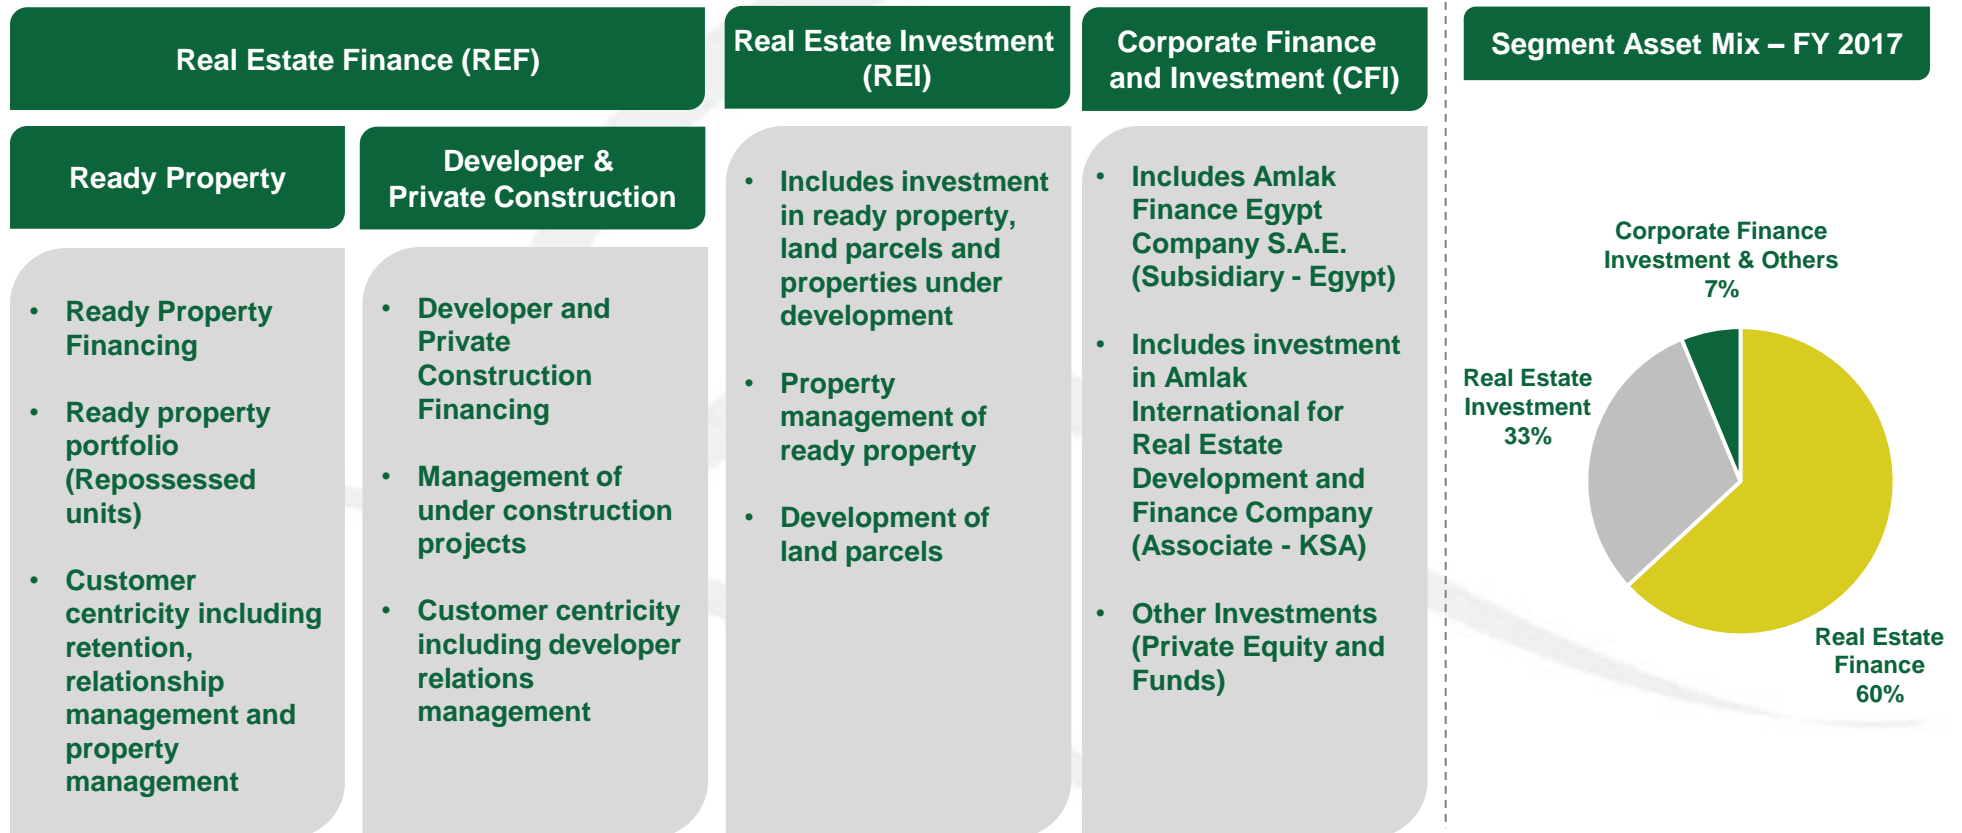 Real Estate Finance (REF)
Ready Property
• Ready Property
Financing
• Ready property
portfolio
(Repossessed
units)
• Customer
centricity including
retention,
relationship
management and
property
management
Developer &
Private Construction
• Developer and
Private
Construction
Financing
• Management of
under construction
projects
• Customer centricity
including developer
relations
management
Real Estate Investment
(REI)
• Includes investment
in ready property,
land parcels and
properties under
development
• Property
management of
ready property
• Development of
land parcels
Corporate Finance
and Investment (CFI)
• Includes Amlak
Finance Egypt
Company S.A.E.
(Subsidiary - Egypt)
• Includes investment
in Amlak
International for
Real Estate
Development and
Finance Company
(Associate - KSA)
• Other Investments
(Private Equity and
Funds)
Segment Asset Mix – FY 2017
Corporate Finance
Investment & Others
7%
Real Estate
Investment
33%
Real Estate
Finance
60%